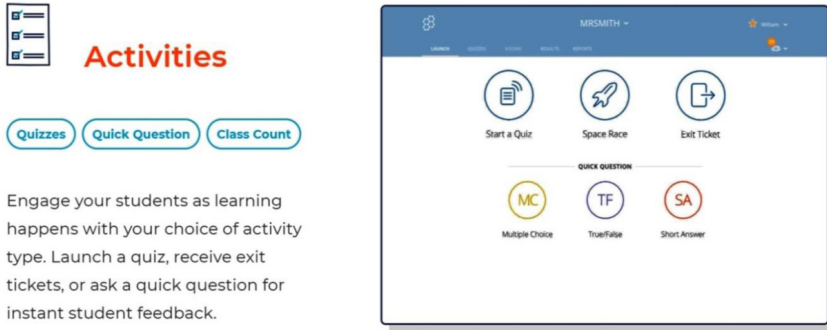 Activities
Quizzes
Quick Question
Class Count
Engage your students as learning
happens with your choice of activity
type. Launch a quiz, receive exit
tickets, or ask a quick question for
instant student feedback.
MRSMITH
William
LAUNCH QUIZZES ROOMS RESULTS REPORTS
Start a Quiz
Space Race
Exit Ticket
QUICK QUESTION
MC
TF
SA
Multiple Choice
True/False
Short Answer